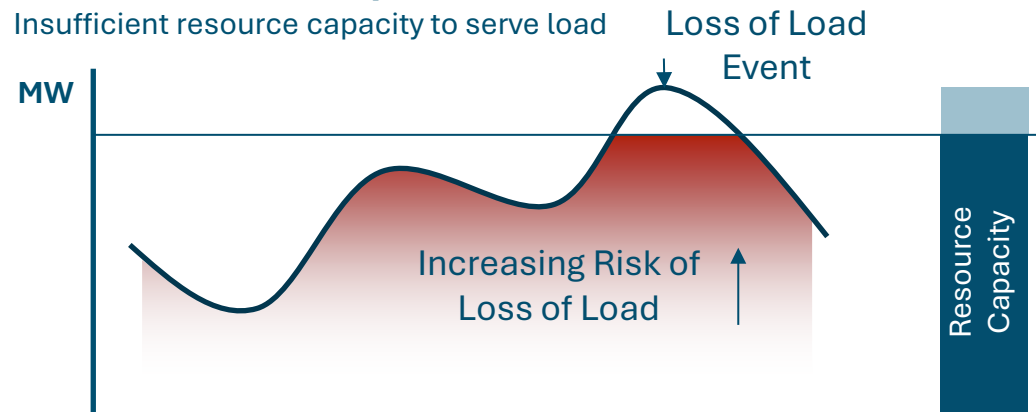 Insufficient resource capacity to serve load
Loss of Load
Event
MW
Increasing Risk of
Loss of Load
Resource
Capacity